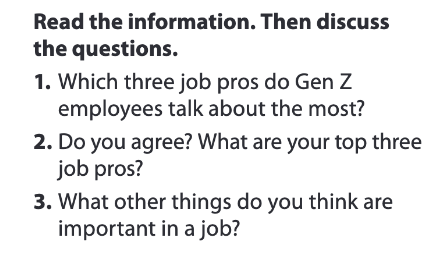 Read the information. Then discuss
the questions.
1. Which three job pros do Gen Z
employees talk about the most?
2. Do you agree? What are your top three
job pros?
3. What other things do you think are
important in a job?